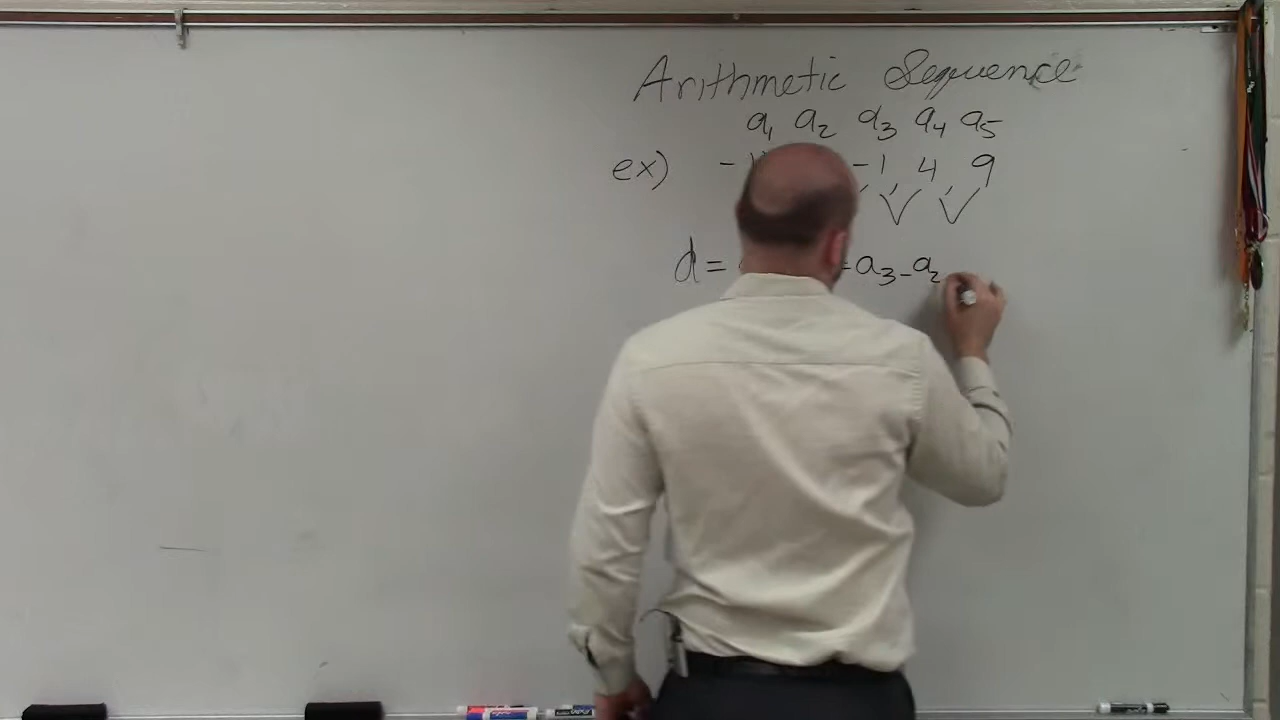 Arithmetic Sequence
a₁ a₂ a₃ a₄ a₅
ex) -1, 4, 9
d = = a₃ - a₂